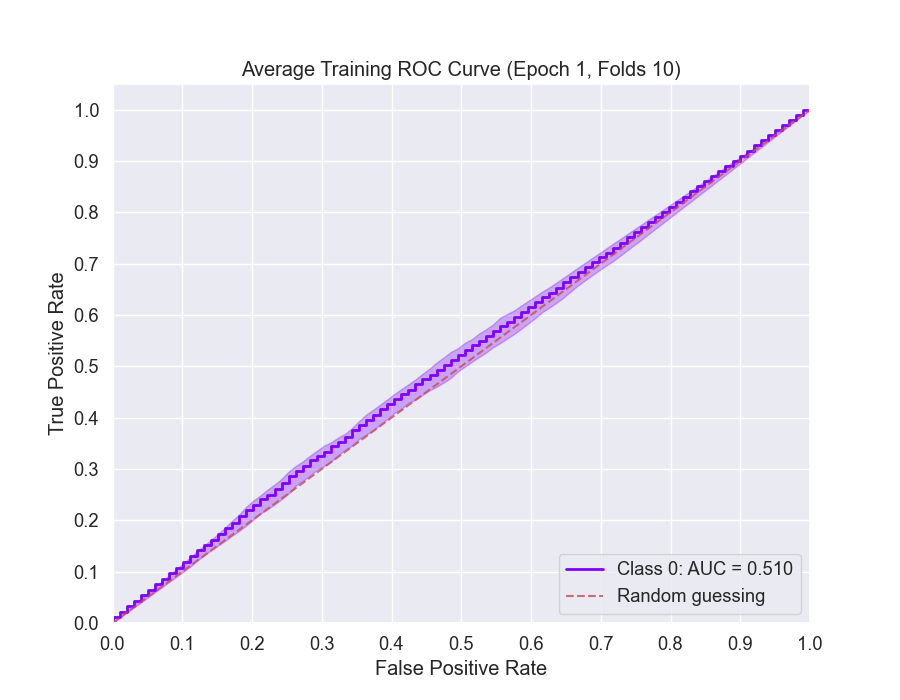 Average Training ROC Curve (Epoch 1, Folds 10)
True Positive Rate
1.0
0.9
0.8
0.7
0.6
0.5
0.4
0.3
0.2
0.1
0.0
Class 0: AUC = 0.510
Random guessing
0.0 0.1 0.2 0.3 0.4 0.5 0.6 0.7 0.8 0.9 1.0
False Positive Rate